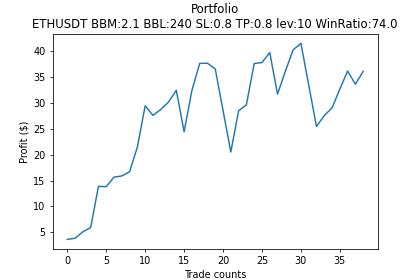 Portfolio
ETHUSDT BBM:2.1 BBL:240 SL:0.8 TP:0.8 lev:10 WinRatio:74.0
40
35
30
25
20
15
10
5
Profit ($)
0 5 10 15 20 25 30 35
Trade counts